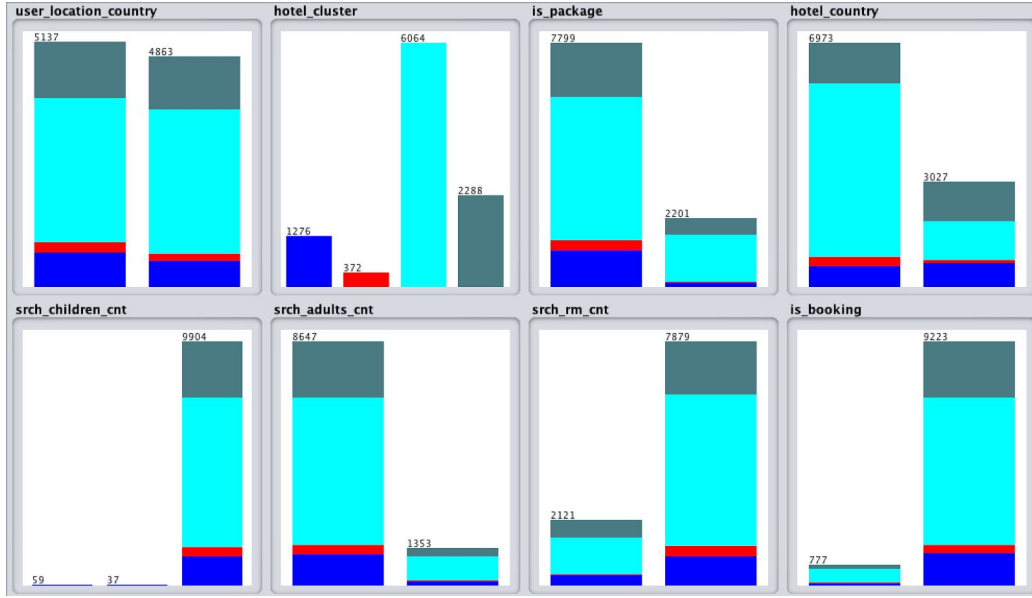 user_location_country hotel_cluster is_package hotel_country
5137 4863 1276 372 6064 2288 7799 2201 6973 3027
srch_children_cnt srch_adults_cnt srch_rm_cnt is_booking
59 37 9904 8647 1353 2121 7879 777 9223